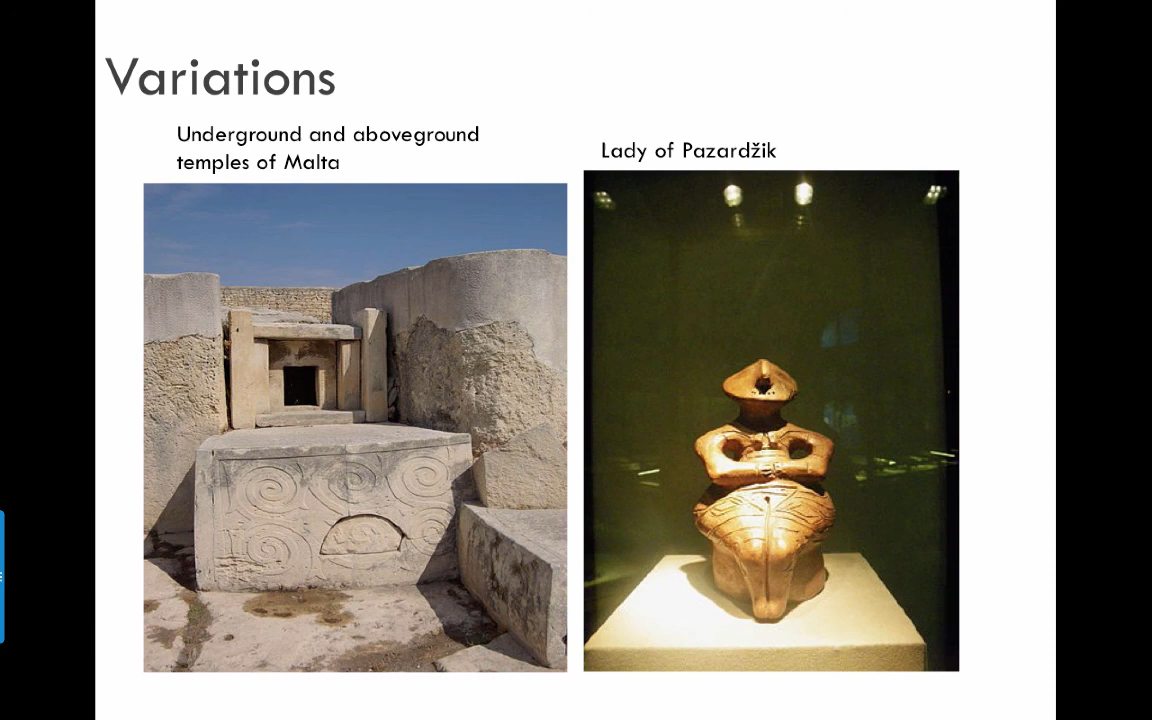 Variations
Underground and aboveground
temples of Malta
Lady of Pazardžik